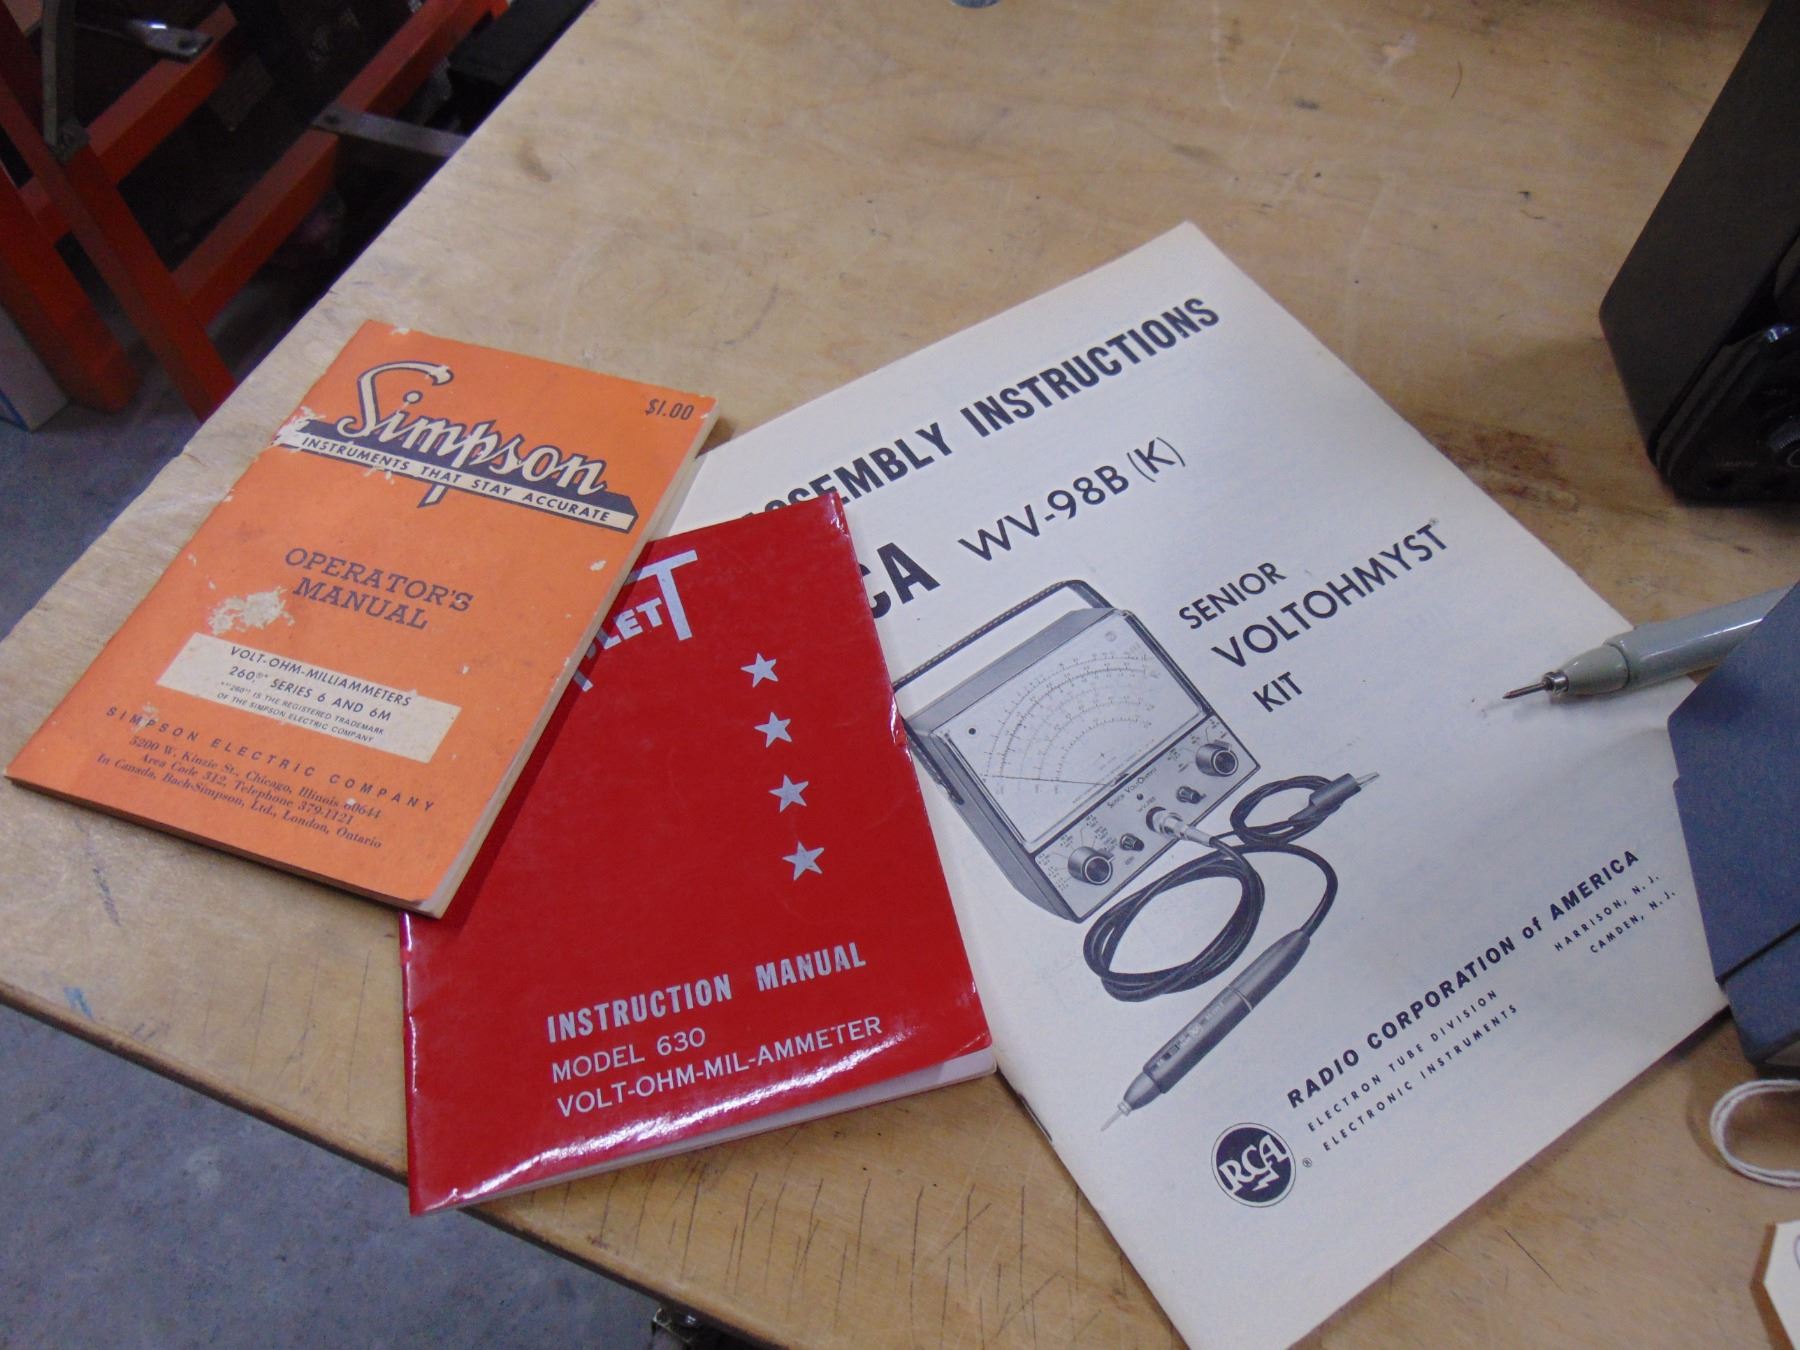 Simpson
INSTRUMENTS THAT STAY ACCURATE
$1.00
OPERATOR'S
MANUAL
VOLT-OHM-MILLIAMMETERS
260,®* SERIES 6 AND 6M
*"260" IS THE REGISTERED TRADEMARK
OF THE SIMPSON ELECTRIC COMPANY
SIMPSON ELECTRIC COMPANY
5200 W. Kinzie St., Chicago, Illinois 60644
Area Code 312, Telephone 379-1121
In Canada, Bach-Simpson, Ltd., London, Ontario
PLETT
INSTRUCTION MANUAL
MODEL 630
VOLT-OHM-MIL-AMMETER
ASSEMBLY INSTRUCTIONS
CA WV-98B (K)
SENIOR
VOLTOHMYST®
KIT
SENIOR VOLTOHMYST
RADIO CORPORATION of AMERICA
ELECTRON TUBE DIVISION HARRISON, N. J.
ELECTRONIC INSTRUMENTS CAMDEN, N. J.
RCA ®